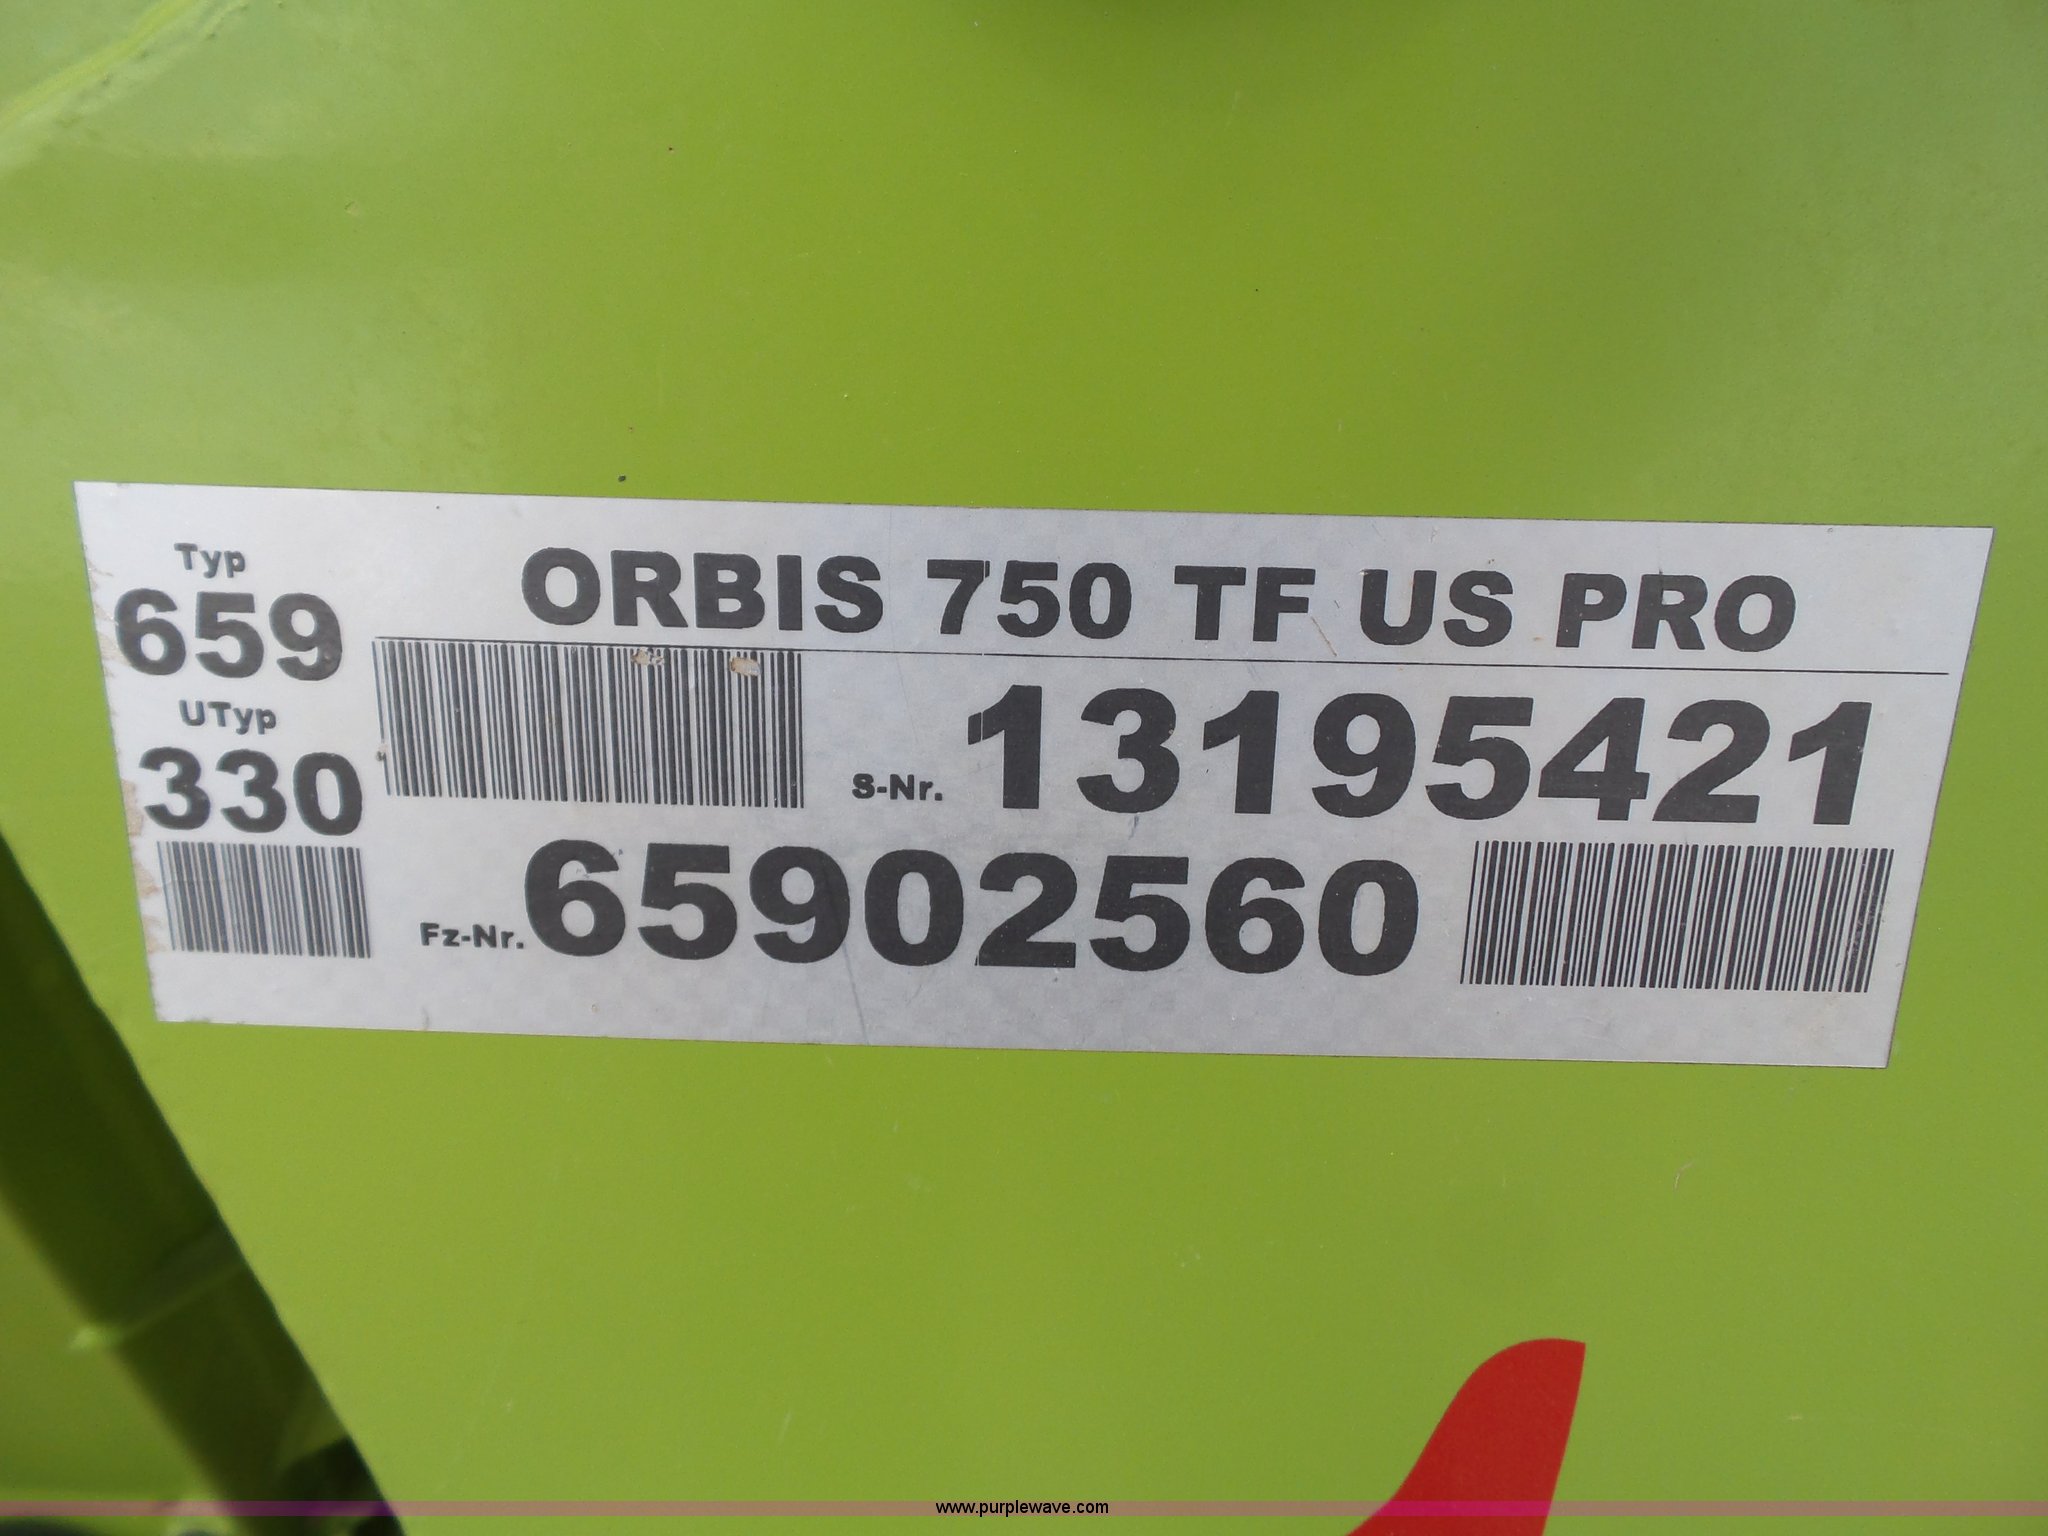 Typ
659
UTyp
330
ORBIS 750 TF US PRO
S-Nr. 13195421
Fz-Nr. 65902560
www.purplewave.com